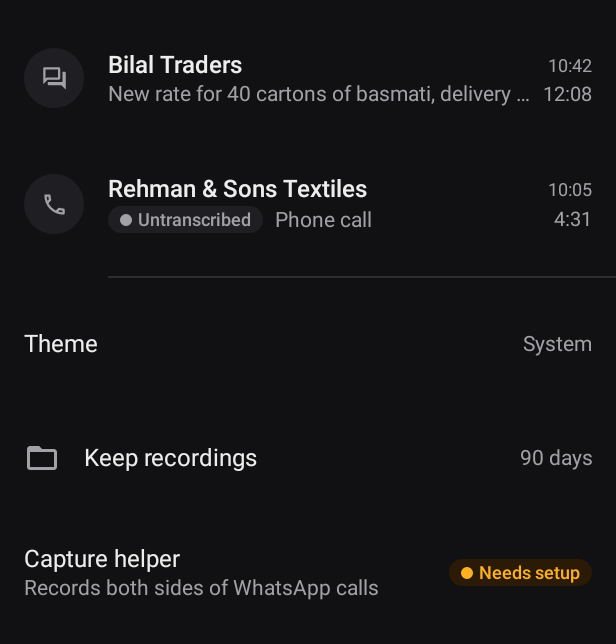 Bilal Traders 10:42
New rate for 40 cartons of basmati, delivery ... 12:08
Rehman & Sons Textiles 10:05
Untranscribed Phone call 4:31
Theme System
Keep recordings 90 days
Capture helper
Records both sides of WhatsApp calls
Needs setup